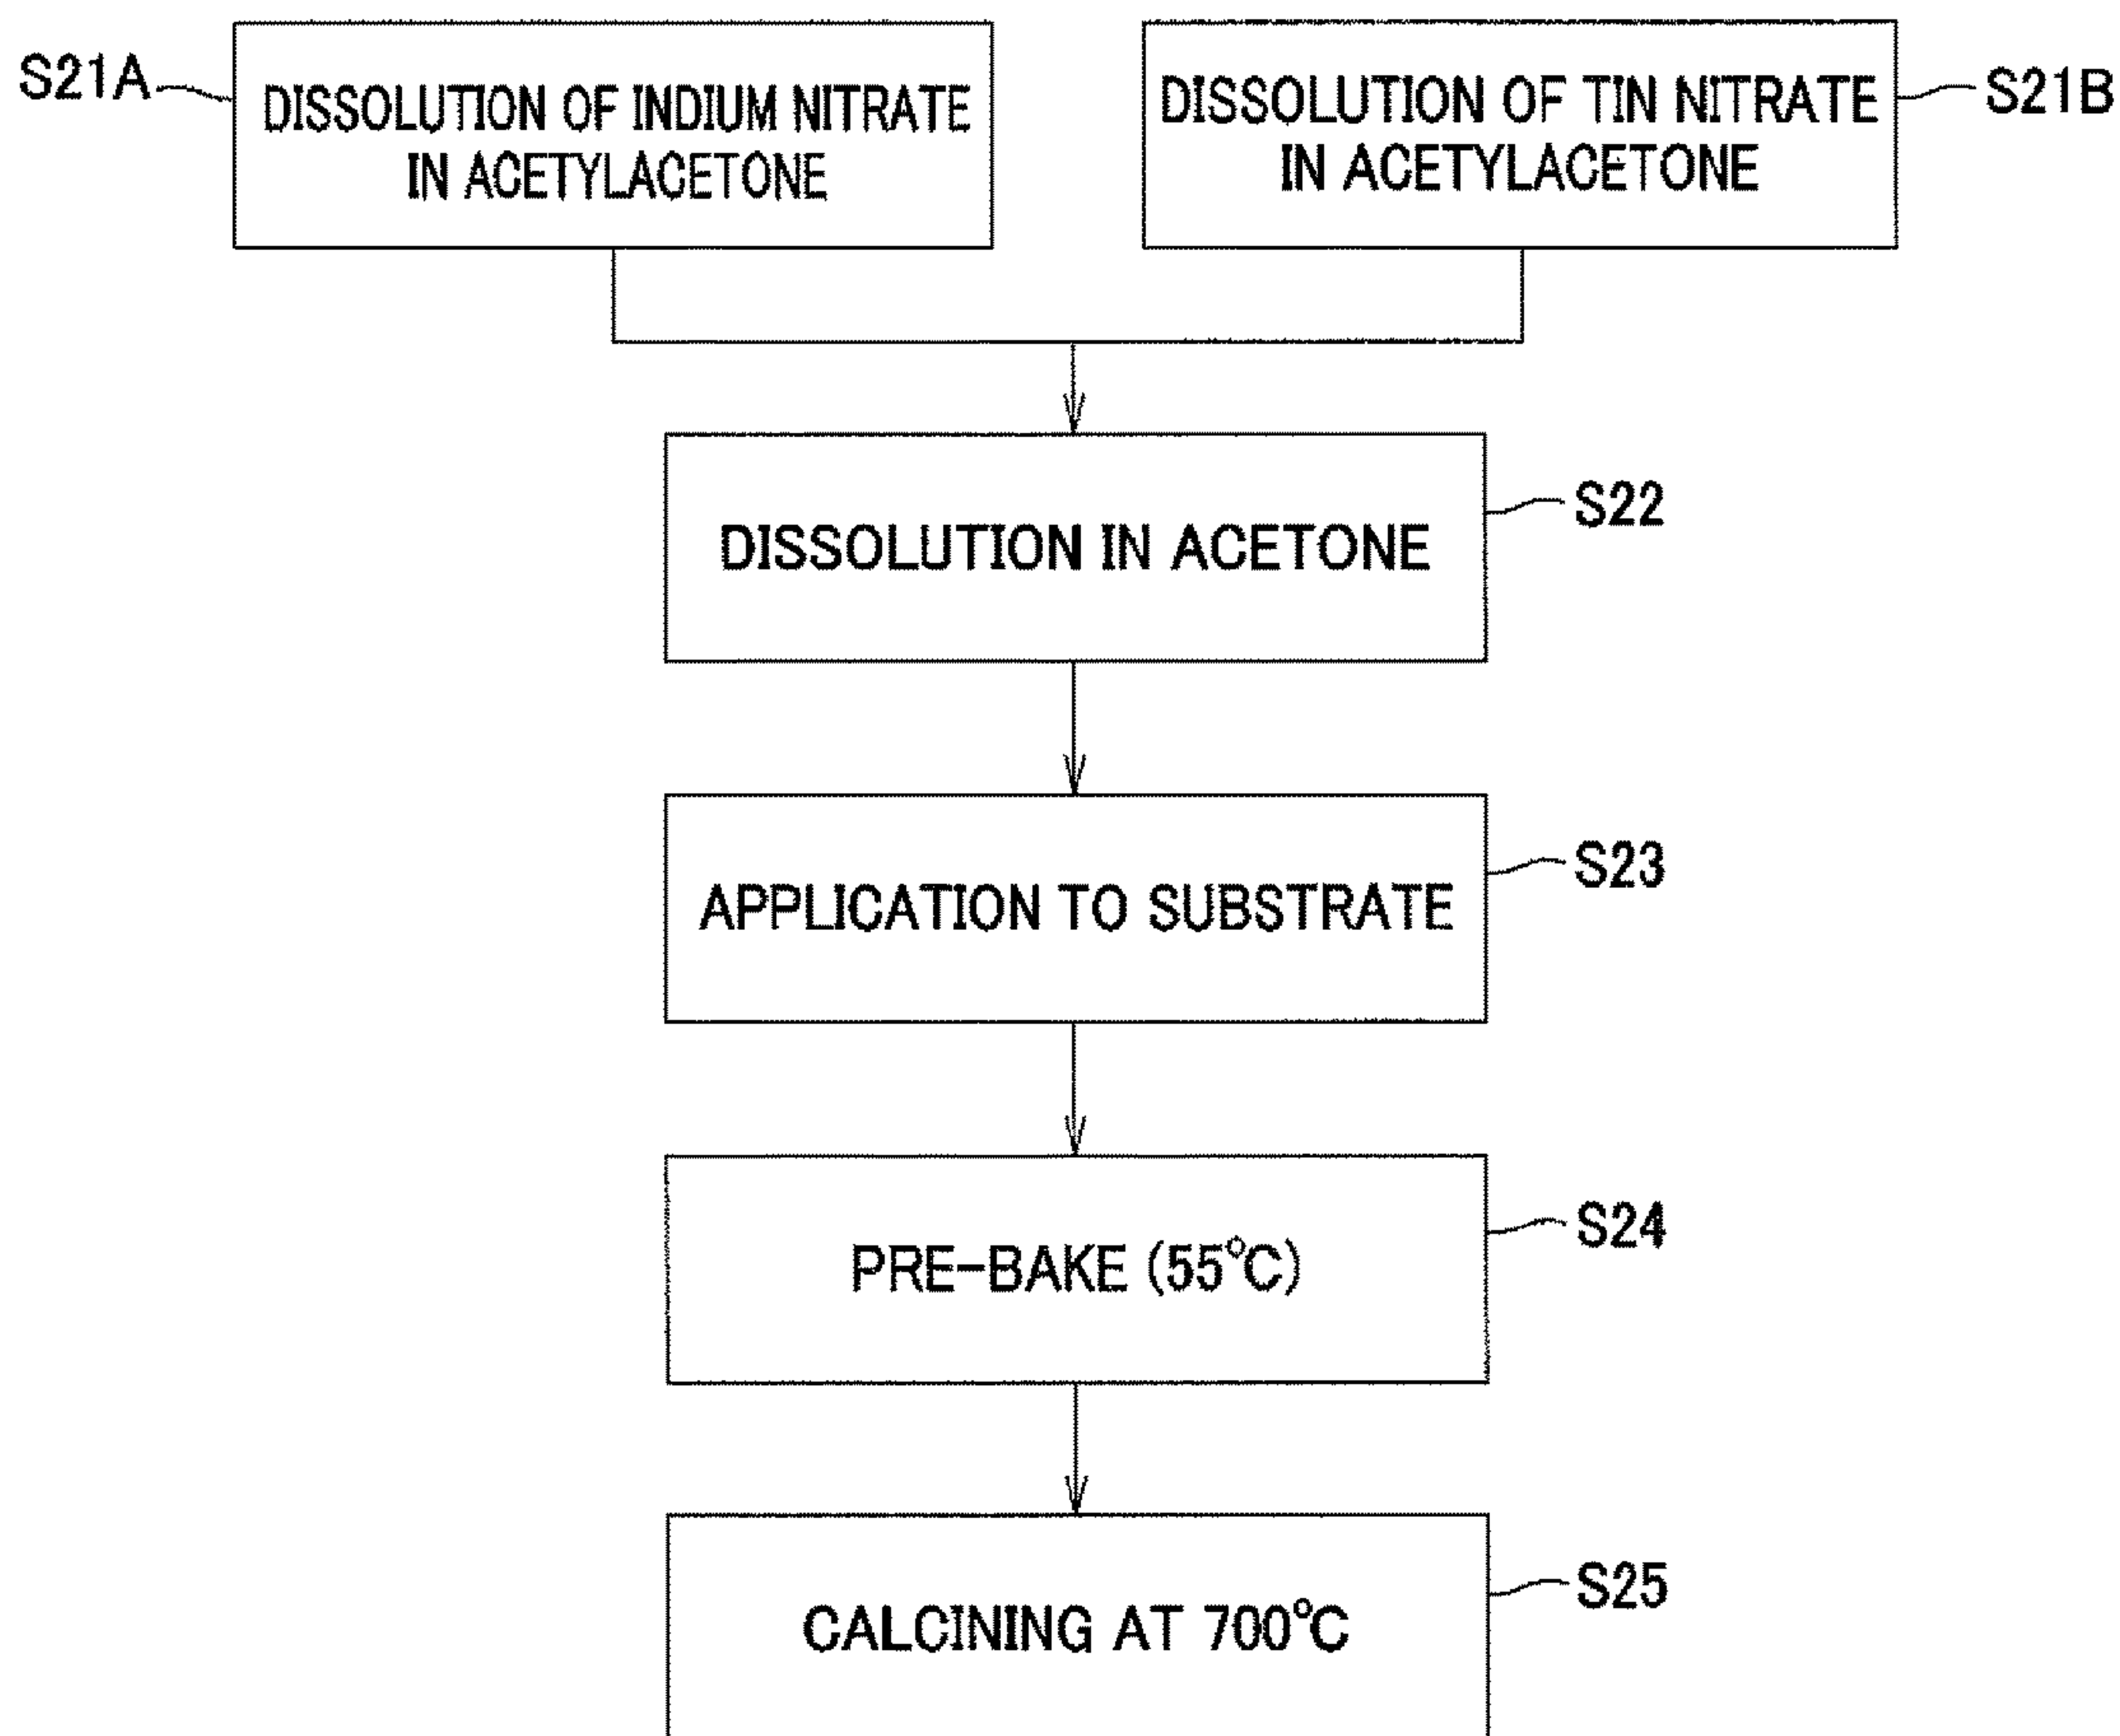 S21A
DISSOLUTION OF INDIUM NITRATE
IN ACETYLACETONE
DISSOLUTION OF TIN NITRATE
IN ACETYLACETONE
S21B
DISSOLUTION IN ACETONE
S22
APPLICATION TO SUBSTRATE
S23
PRE-BAKE (55°C)
S24
CALCINING AT 700°C
S25